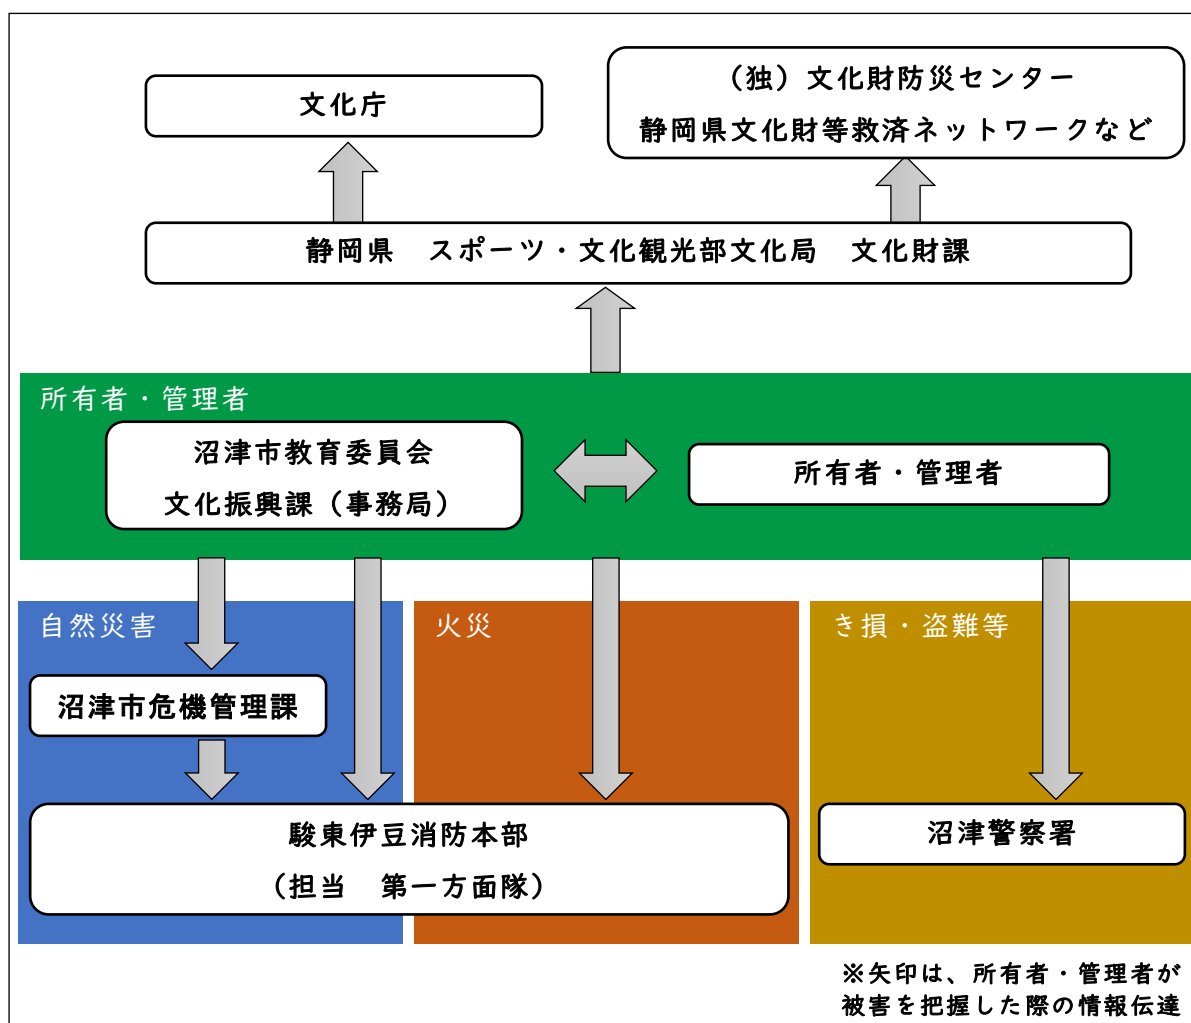 文化庁
（独）文化財防災センター
静岡県文化財等救済ネットワークなど
静岡県　スポーツ・文化観光部文化局　文化財課
所有者・管理者
沼津市教育委員会
文化振興課（事務局）
所有者・管理者
自然災害
火災
き損・盗難等
沼津市危機管理課
駿東伊豆消防本部
（担当　第一方面隊）
沼津警察署
※矢印は、所有者・管理者が
被害を把握した際の情報伝達